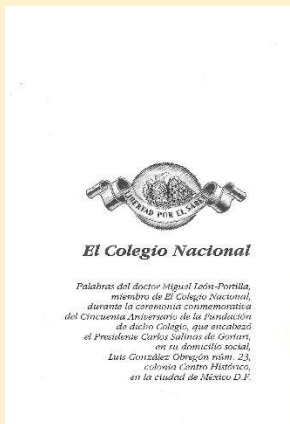 LIBERTAD POR EL SABER
El Colegio Nacional
Palabras del doctor Miguel León-Portilla,
miembro de El Colegio Nacional,
durante la ceremonia conmemorativa
del Cincuenta Aniversario de la Fundación
de dicho Colegio, que encabezó
el Presidente Carlos Salinas de Gortari,
en su domicilio social,
Luis González Obregón núm. 23,
colonia Centro Histórico,
en la ciudad de México D.F.